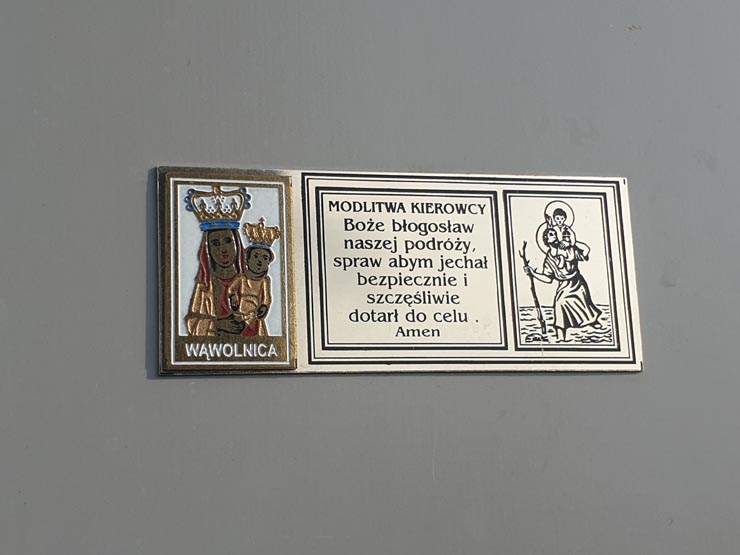 WĄWOLNICA
MODLITWA KIEROWCY
Boże błogosław
naszej podróży,
spraw abym jechał
bezpiecznie i
szczęśliwie
dotarł do celu .
Amen